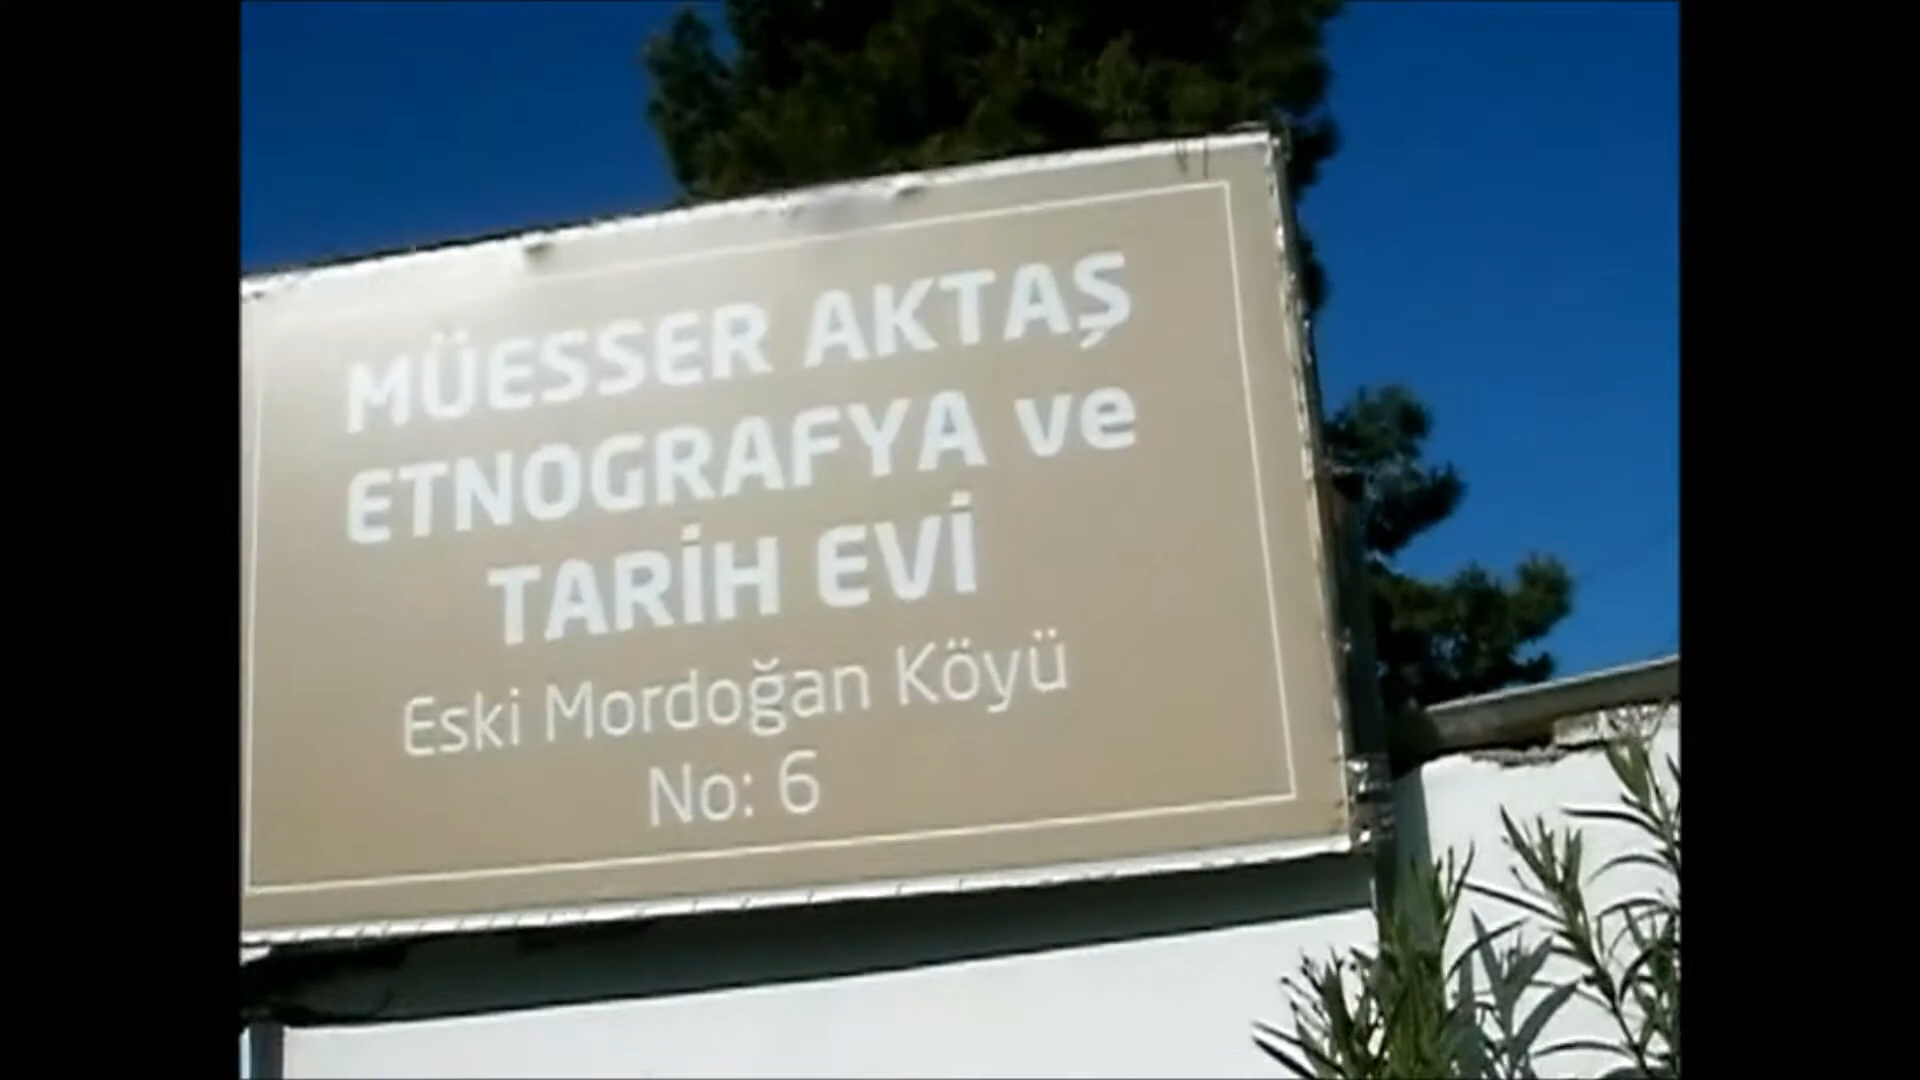 MÜESSER AKTAŞ
ETNOGRAFYA ve
TARİH EVİ
Eski Mordoğan Köyü
No: 6